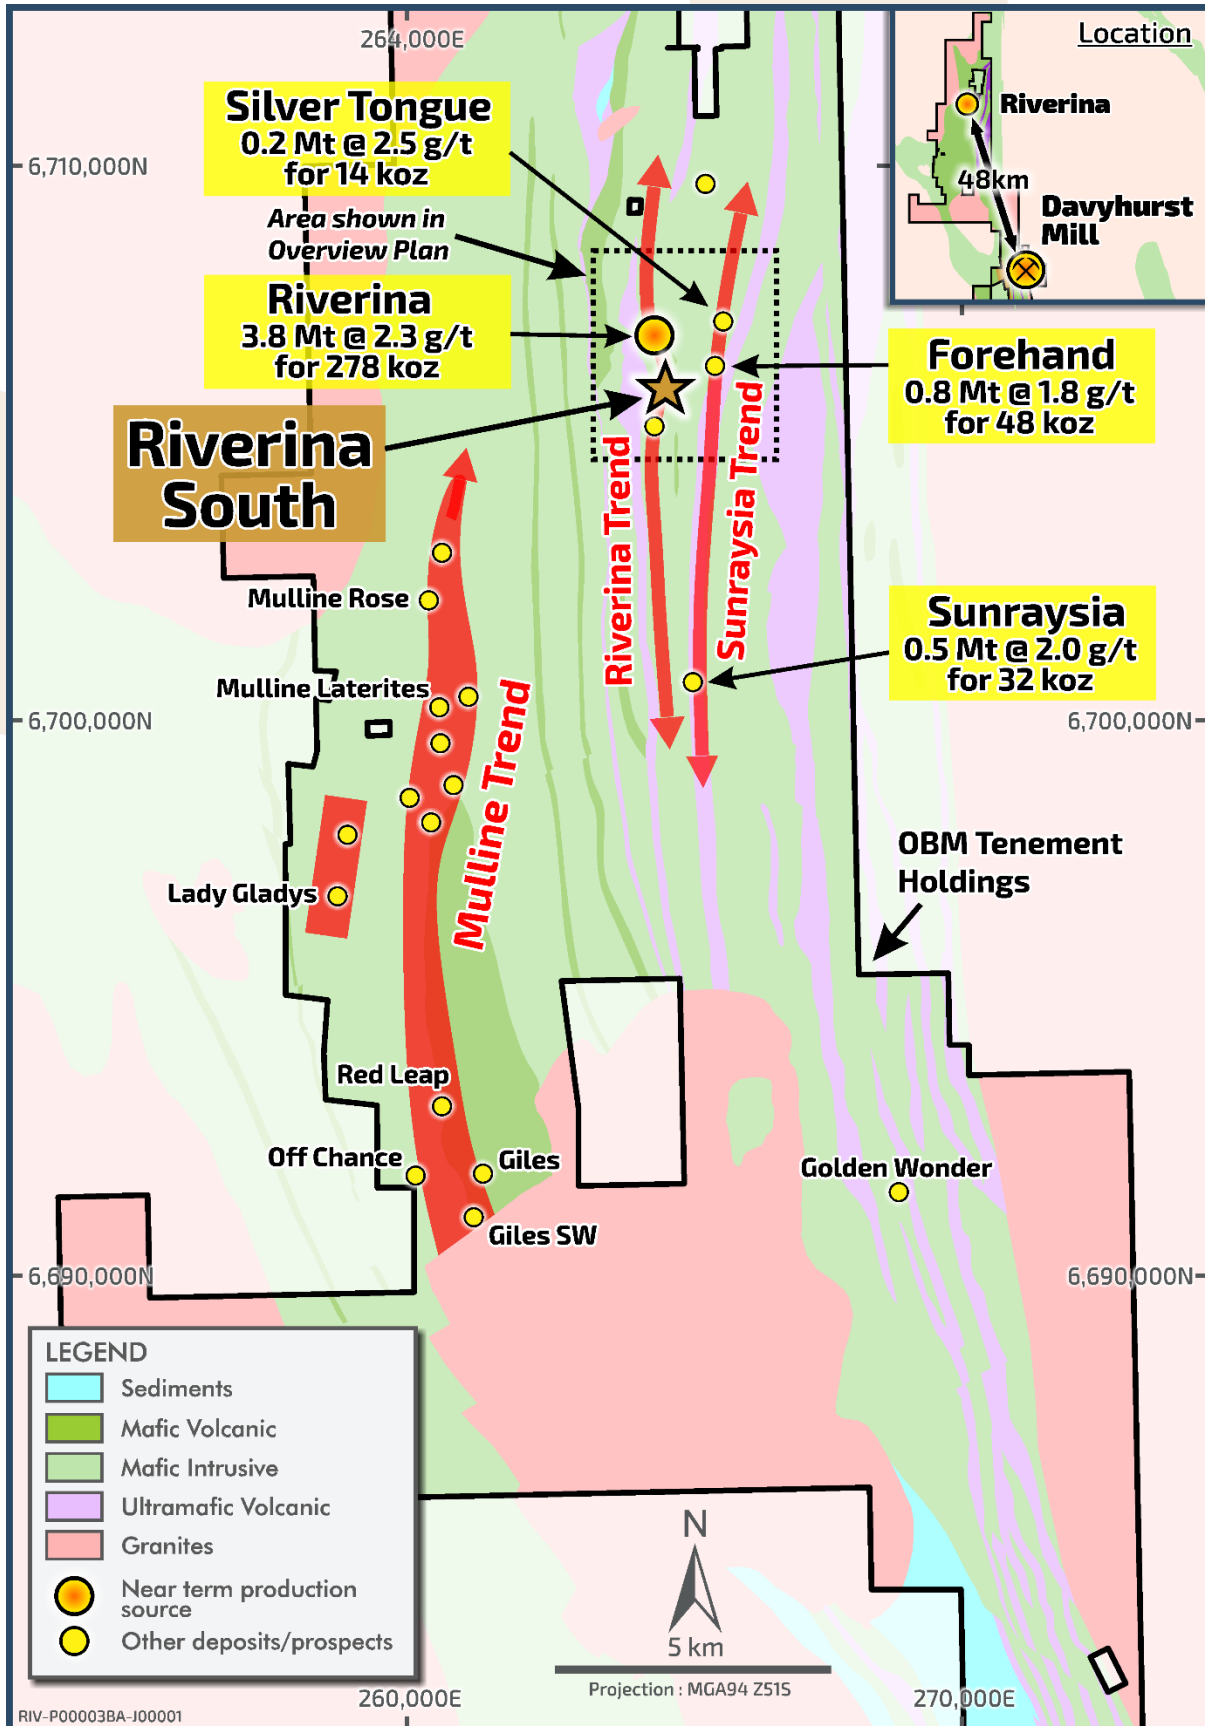 264,000E
Location
Silver Tongue
0.2 Mt @ 2.5 g/t
for 14 koz
Riverina
6,710,000N
48km
Area shown in
Overview Plan
Davyhurst
Mill
Riverina
3.8 Mt @ 2.3 g/t
for 278 koz
Forehand
0.8 Mt @ 1.8 g/t
for 48 koz
Riverina
South
Riverina Trend
Sunraysia Trend
Mulline Rose
Sunraysia
0.5 Mt @ 2.0 g/t
for 32 koz
Mulline Laterites
6,700,000N
6,700,000N
Mulline Trend
OBM Tenement
Holdings
Lady Gladys
Red Leap
Off Chance
Giles
Golden Wonder
Giles SW
6,690,000N
6,690,000N
LEGEND
Sediments
Mafic Volcanic
Mafic Intrusive
Ultramafic Volcanic
Granites
Near term production
source
Other deposits/prospects
N
5 km
Projection : MGA94 Z51S
260,000E
270,000E
RIV-P00003BA-J00001